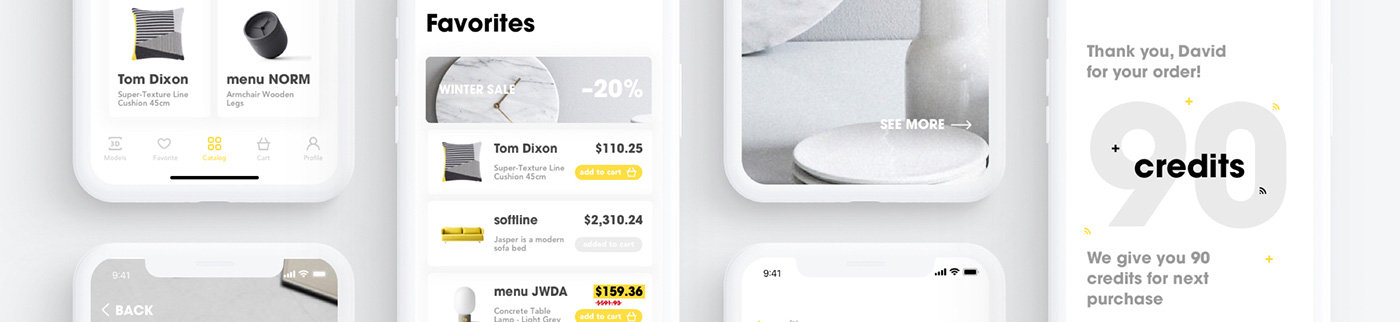 Tom Dixon
Super-Texture Line
Cushion 45cm
menu NORM
Armchair Wooden
Legs
3D
Models
Favorite
Catalog
Cart
Profile
9:41
BACK
Favorites
WINTER SALE
-20%
Tom Dixon
$110.25
Super-Texture Line
Cushion 45cm
add to cart
softline
$2,310.24
Jasper is a modern
sofa bed
added to cart
menu JWDA
$159.36
Concrete Table
Lamp - Light Grey
add to cart
SEE MORE
9:41
Thank you, David
for your order!
90
credits
We give you 90
credits for next
purchase